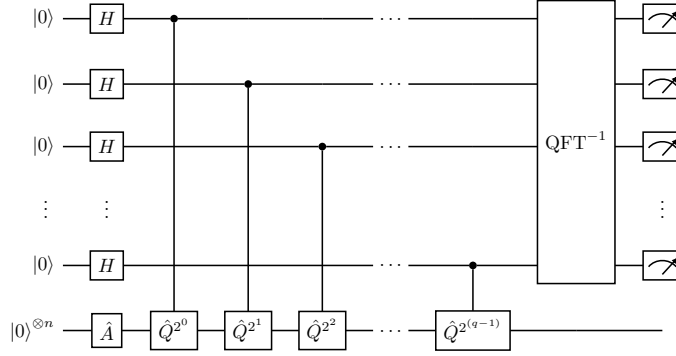 |0⟩ H ⋯
|0⟩ H ⋯
|0⟩ H ⋯ QFT⁻¹
⋮ ⋮ ⋮
|0⟩ H ⋯
|0⟩^{⊗n} Â Q̂^{2^0} Q̂^{2^1} Q̂^{2^2} ⋯ Q̂^{2^{(q−1)}}